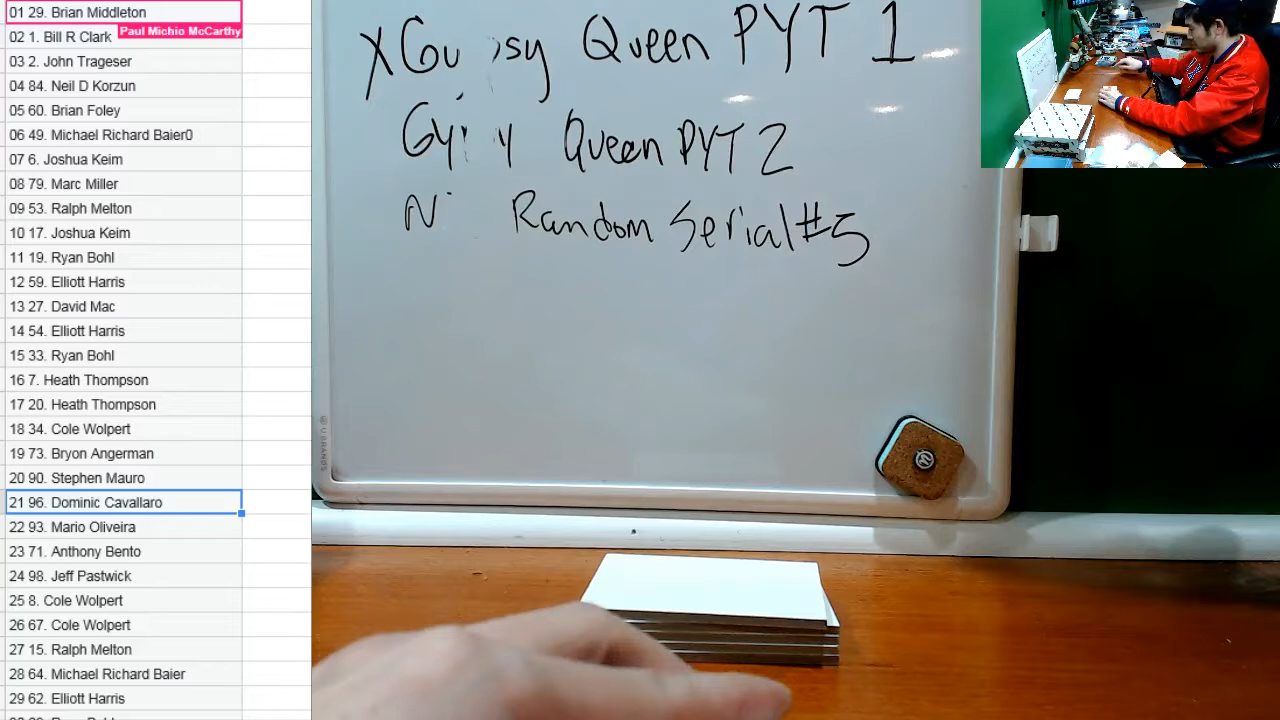 01 29. Brian Middleton
Paul Michio McCarthy
02 1. Bill R Clark
03 2. John Trageser
04 84. Neil D Korzun
05 60. Brian Foley
06 49. Michael Richard Baier0
07 6. Joshua Keim
08 79. Marc Miller
09 53. Ralph Melton
10 17. Joshua Keim
11 19. Ryan Bohl
12 59. Elliott Harris
13 27. David Mac
14 54. Elliott Harris
15 33. Ryan Bohl
16 7. Heath Thompson
17 20. Heath Thompson
18 34. Cole Wolpert
19 73. Bryon Angerman
20 90. Stephen Mauro
21 96. Dominic Cavallaro
22 93. Mario Oliveira
23 71. Anthony Bento
24 98. Jeff Pastwick
25 8. Cole Wolpert
26 67. Cole Wolpert
27 15. Ralph Melton
28 64. Michael Richard Baier
29 62. Elliott Harris
X Queen PYT 1
Queen PYT 2
Random Serial #5
UBRANDS